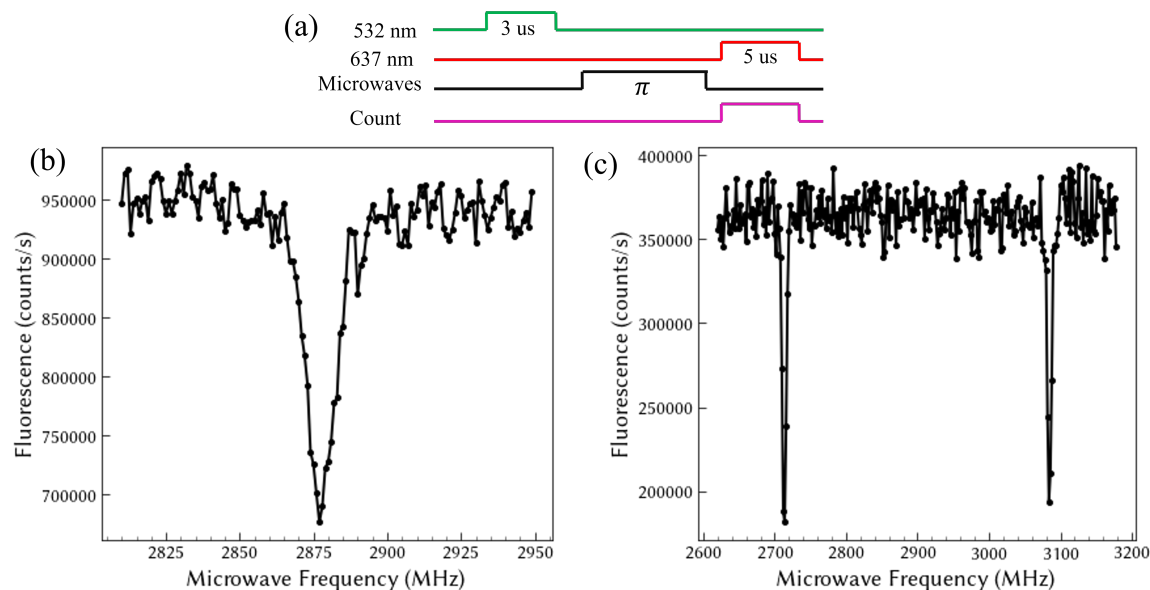 (a)
532 nm
3 us
637 nm
5 us
Microwaves
π
Count
(b)
Fluorescence (counts/s)
950000
900000
850000
800000
750000
700000
2825 2850 2875 2900 2925 2950
Microwave Frequency (MHz)
(c)
Fluorescence (counts/s)
400000
350000
300000
250000
200000
2600 2700 2800 2900 3000 3100 3200
Microwave Frequency (MHz)